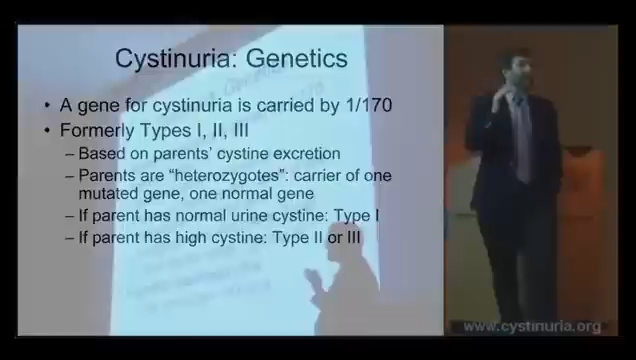 Cystinuria: Genetics
• A gene for cystinuria is carried by 1/170
• Formerly Types I, II, III
– Based on parents' cystine excretion
– Parents are “heterozygotes”: carrier of one
mutated gene, one normal gene
– If parent has normal urine cystine: Type I
– If parent has high cystine: Type II or III
www.cystinuria.org